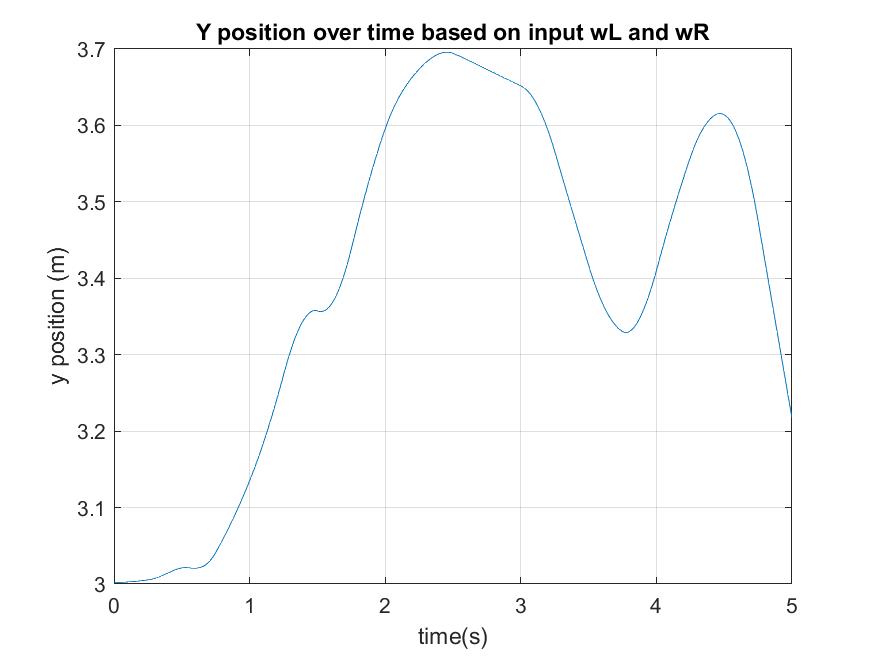 Y position over time based on input wL and wR
y position (m)
3.7
3.6
3.5
3.4
3.3
3.2
3.1
3
0 1 2 3 4 5
time(s)